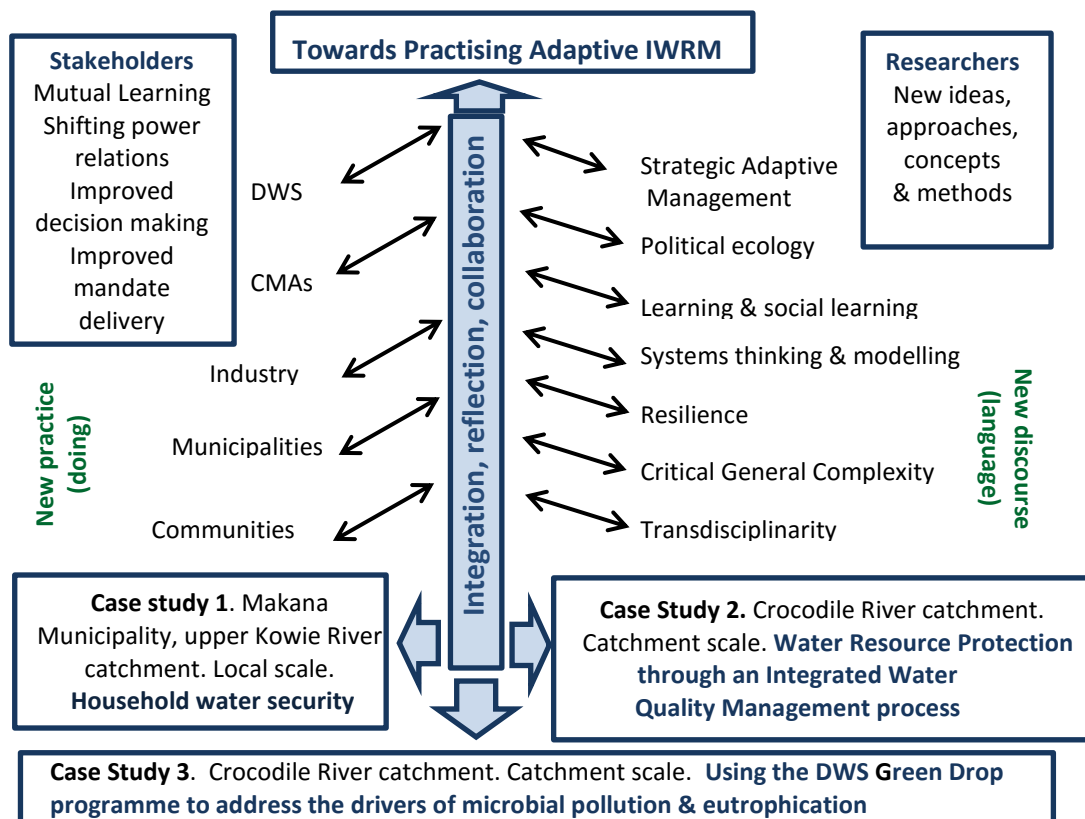 Towards Practising Adaptive IWRM
Stakeholders
Mutual Learning
Shifting power
relations
Improved
decision making
Improved
mandate
delivery
Researchers
New ideas,
approaches,
concepts
& methods
DWS
CMAs
Industry
Municipalities
Communities
Integration, reflection, collaboration
Strategic Adaptive
Management
Political ecology
Learning & social learning
Systems thinking & modelling
Resilience
Critical General Complexity
Transdisciplinarity
New practice
(doing)
New discourse
(language)
Case study 1. Makana
Municipality, upper Kowie River
catchment. Local scale.
Household water security
Case Study 2. Crocodile River catchment.
Catchment scale. Water Resource Protection
through an Integrated Water
Quality Management process
Case Study 3. Crocodile River catchment. Catchment scale. Using the DWS Green Drop
programme to address the drivers of microbial pollution & eutrophication